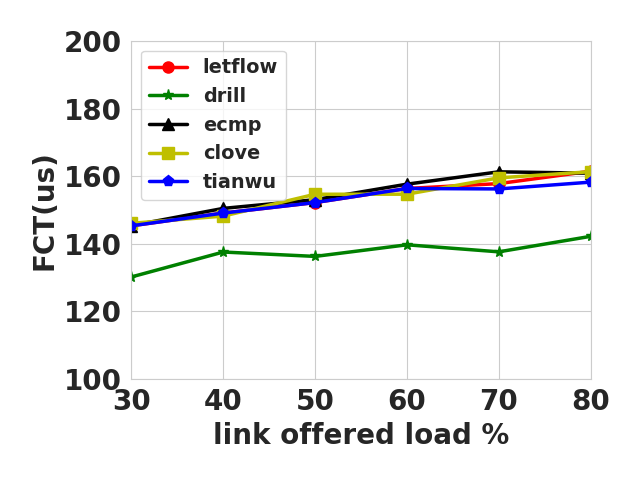 200
180
160
140
120
100
FCT(us)
letflow
drill
ecmp
clove
tianwu
30 40 50 60 70 80
link offered load %